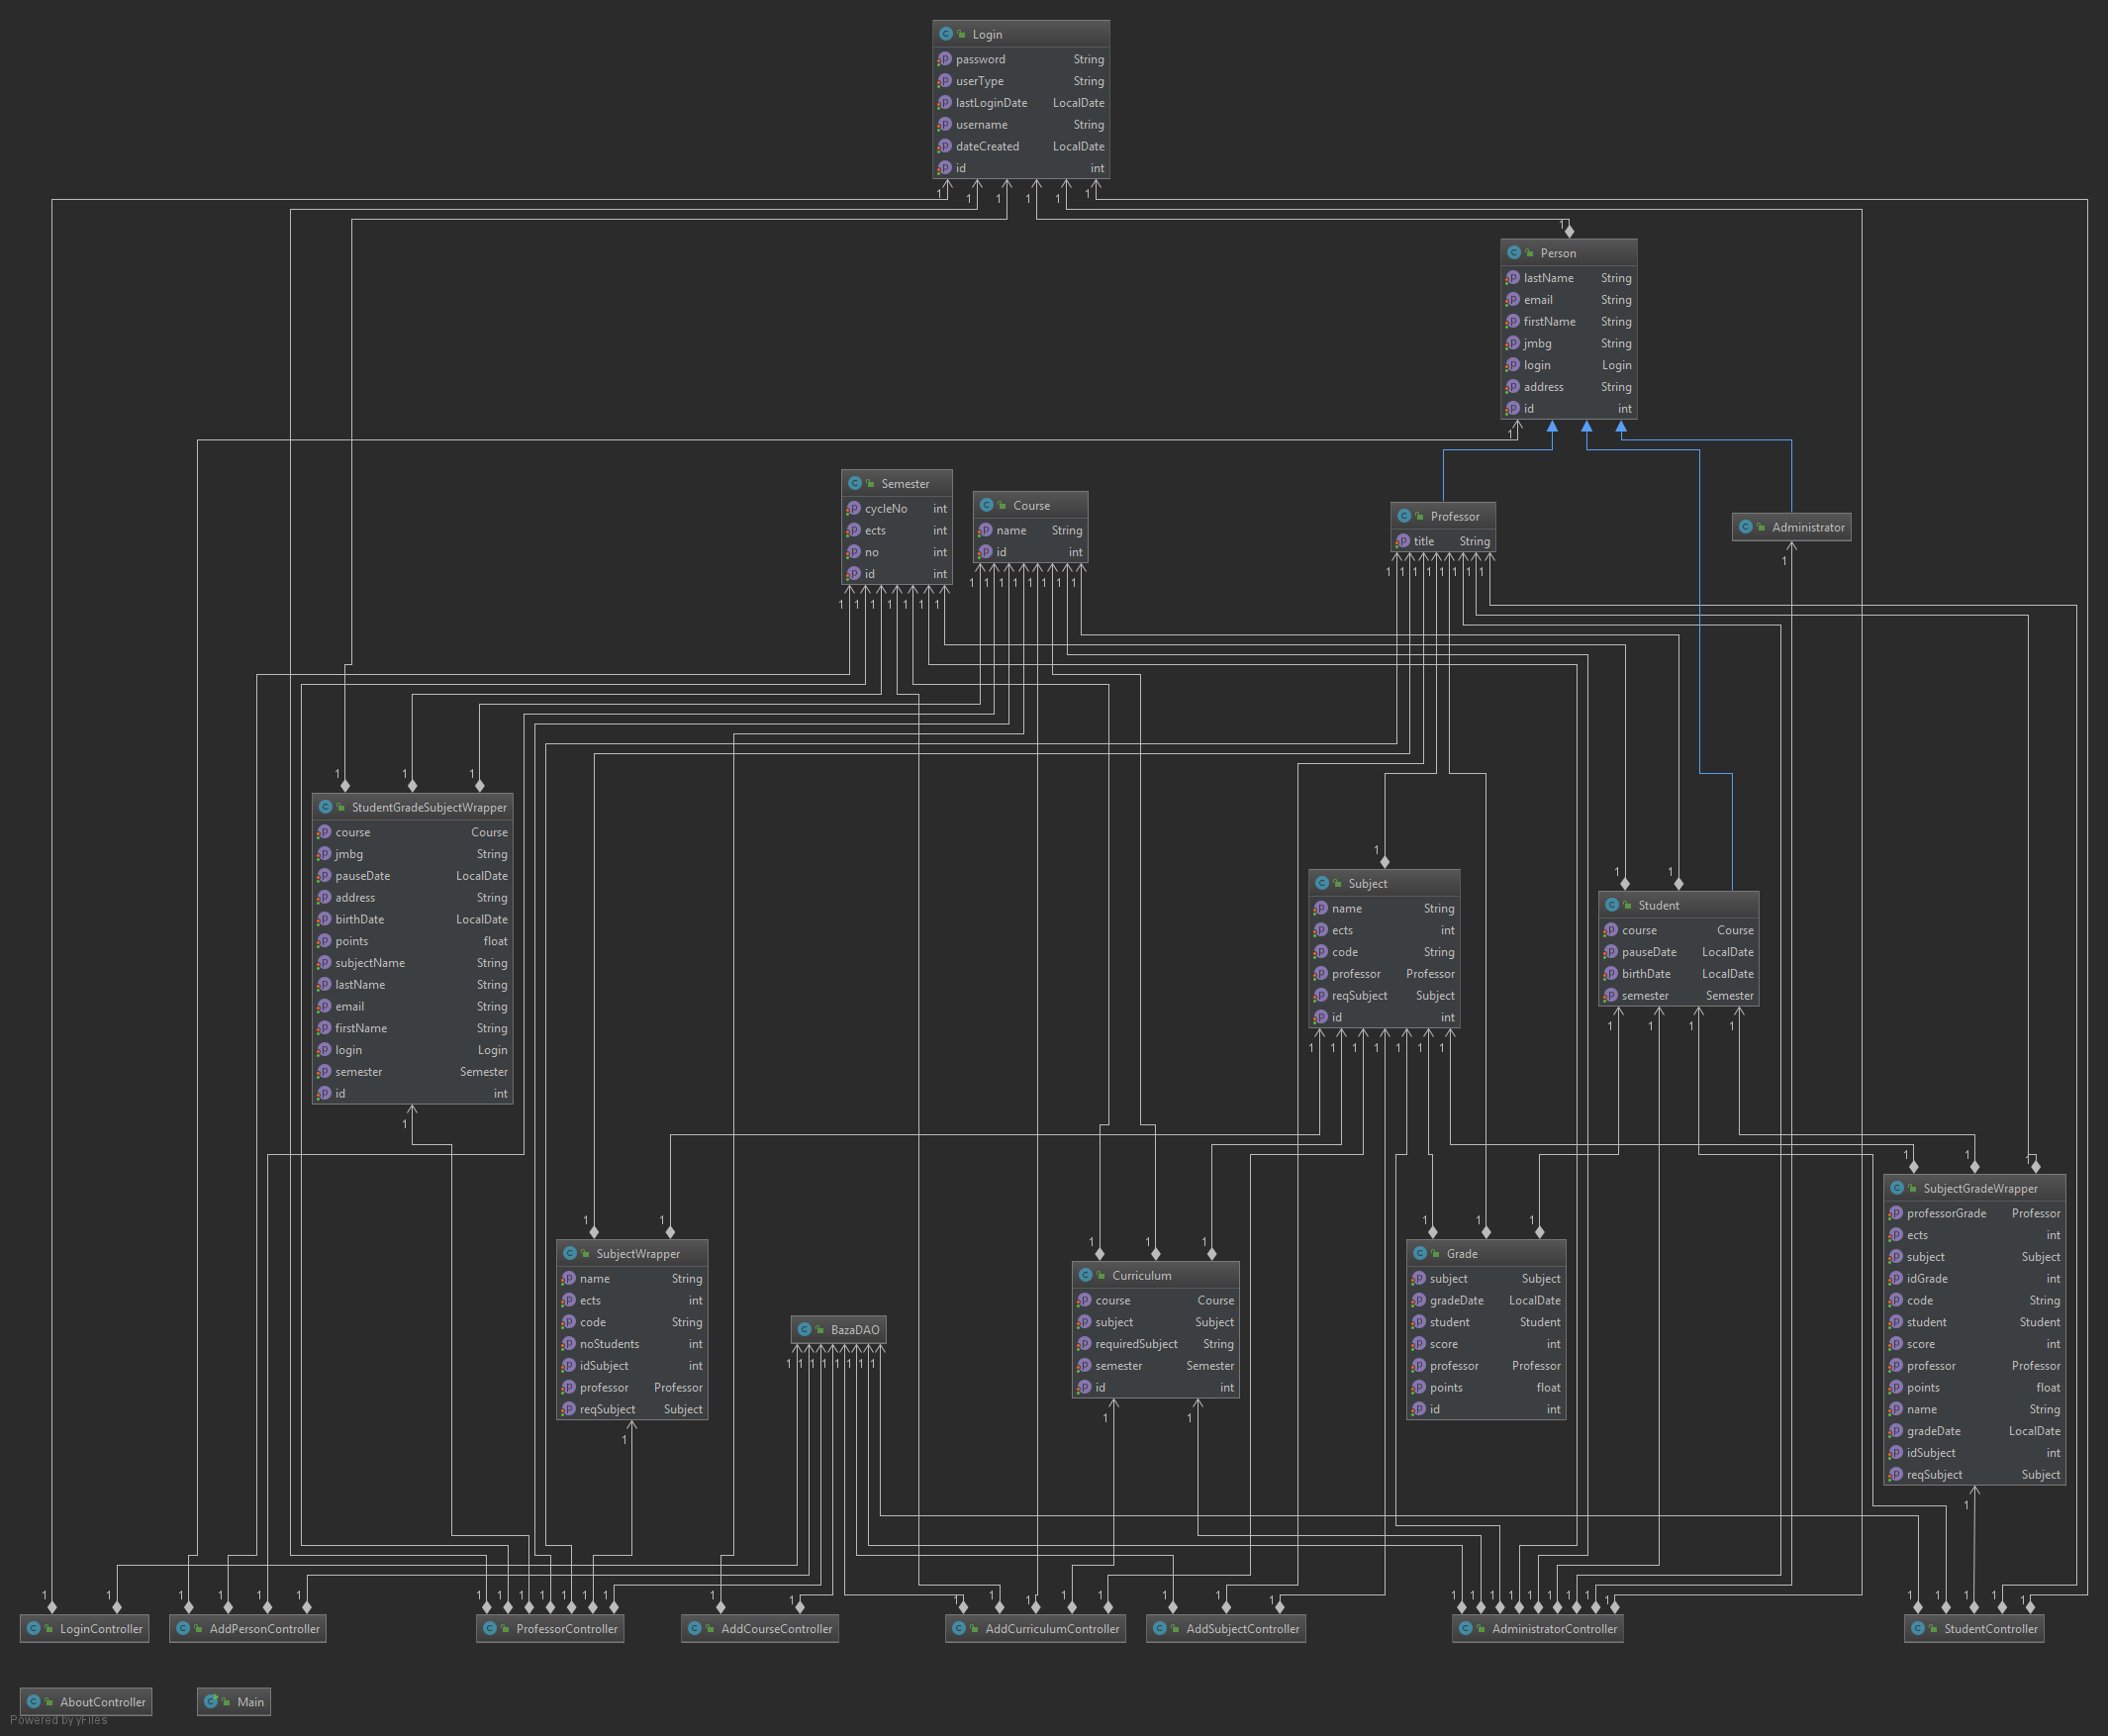 Login
password String
userType String
lastLoginDate LocalDate
username String
dateCreated LocalDate
id int
Person
lastName String
email String
firstName String
jmbg String
login Login
address String
id int
Semester
cycleNo int
ects int
no int
id int
Course
name String
id int
Professor
title String
Administrator
StudentGradeSubjectWrapper
course Course
jmbg String
pauseDate LocalDate
address String
birthDate LocalDate
points float
subjectName String
lastName String
email String
firstName String
login Login
semester Semester
id int
Subject
name String
ects int
code String
professor Professor
reqSubject Subject
id int
Student
course Course
pauseDate LocalDate
birthDate LocalDate
semester Semester
SubjectWrapper
name String
ects int
code String
noStudents int
idSubject int
professor Professor
reqSubject Subject
BazaDAO
Curriculum
course Course
subject Subject
requiredSubject String
semester Semester
id int
Grade
subject Subject
gradeDate LocalDate
student Student
score int
professor Professor
points float
id int
SubjectGradeWrapper
professorGrade Professor
ects int
subject Subject
idGrade int
code String
student Student
score int
professor Professor
points float
name String
gradeDate LocalDate
idSubject int
reqSubject Subject
LoginController
AddPersonController
ProfessorController
AddCourseController
AddCurriculumController
AddSubjectController
AdministratorController
StudentController
AboutController
Main
Powered by yFiles